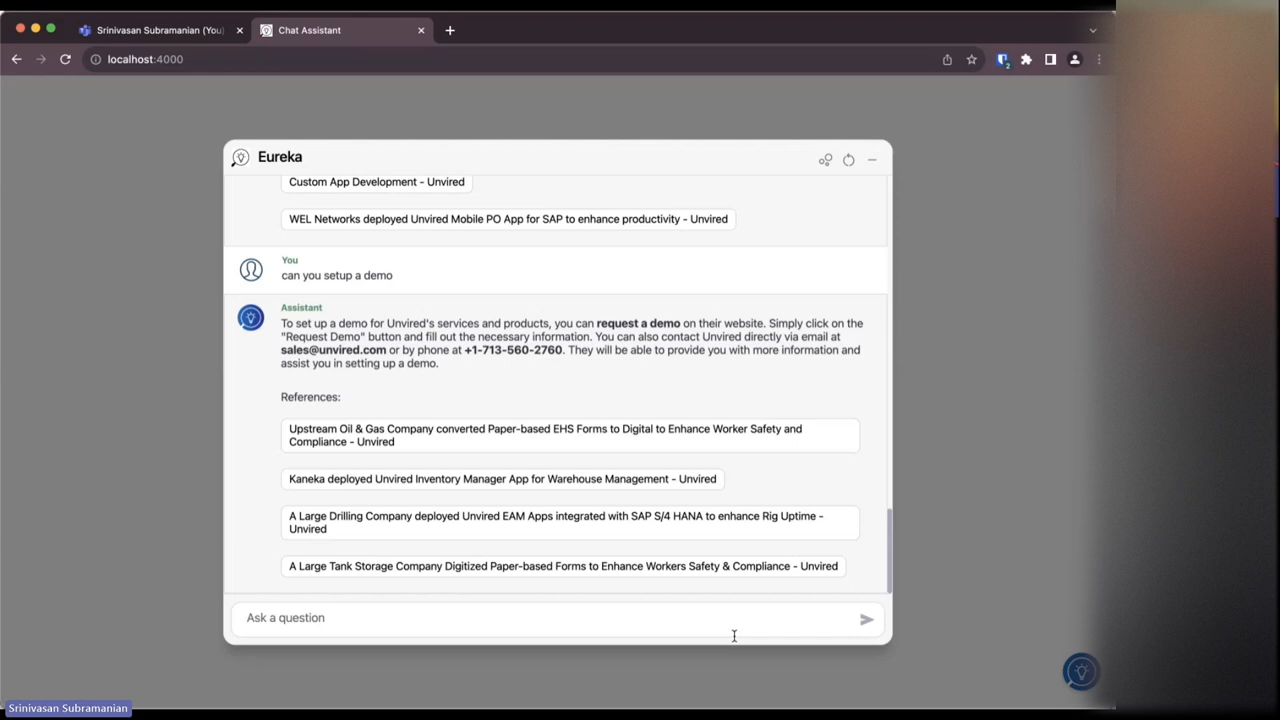 Srinivasan Subramanian (You)
Chat Assistant
localhost:4000
2
Eureka
Custom App Development - Unvired
WEL Networks deployed Unvired Mobile PO App for SAP to enhance productivity - Unvired
You
can you setup a demo
Assistant
To set up a demo for Unvired's services and products, you can request a demo on their website. Simply click on the
"Request Demo" button and fill out the necessary information. You can also contact Unvired directly via email at
sales@unvired.com or by phone at +1-713-560-2760. They will be able to provide you with more information and
assist you in setting up a demo.
References:
Upstream Oil & Gas Company converted Paper-based EHS Forms to Digital to Enhance Worker Safety and
Compliance - Unvired
Kaneka deployed Unvired Inventory Manager App for Warehouse Management - Unvired
A Large Drilling Company deployed Unvired EAM Apps integrated with SAP S/4 HANA to enhance Rig Uptime -
Unvired
A Large Tank Storage Company Digitized Paper-based Forms to Enhance Workers Safety & Compliance - Unvired
Ask a question
Srinivasan Subramanian